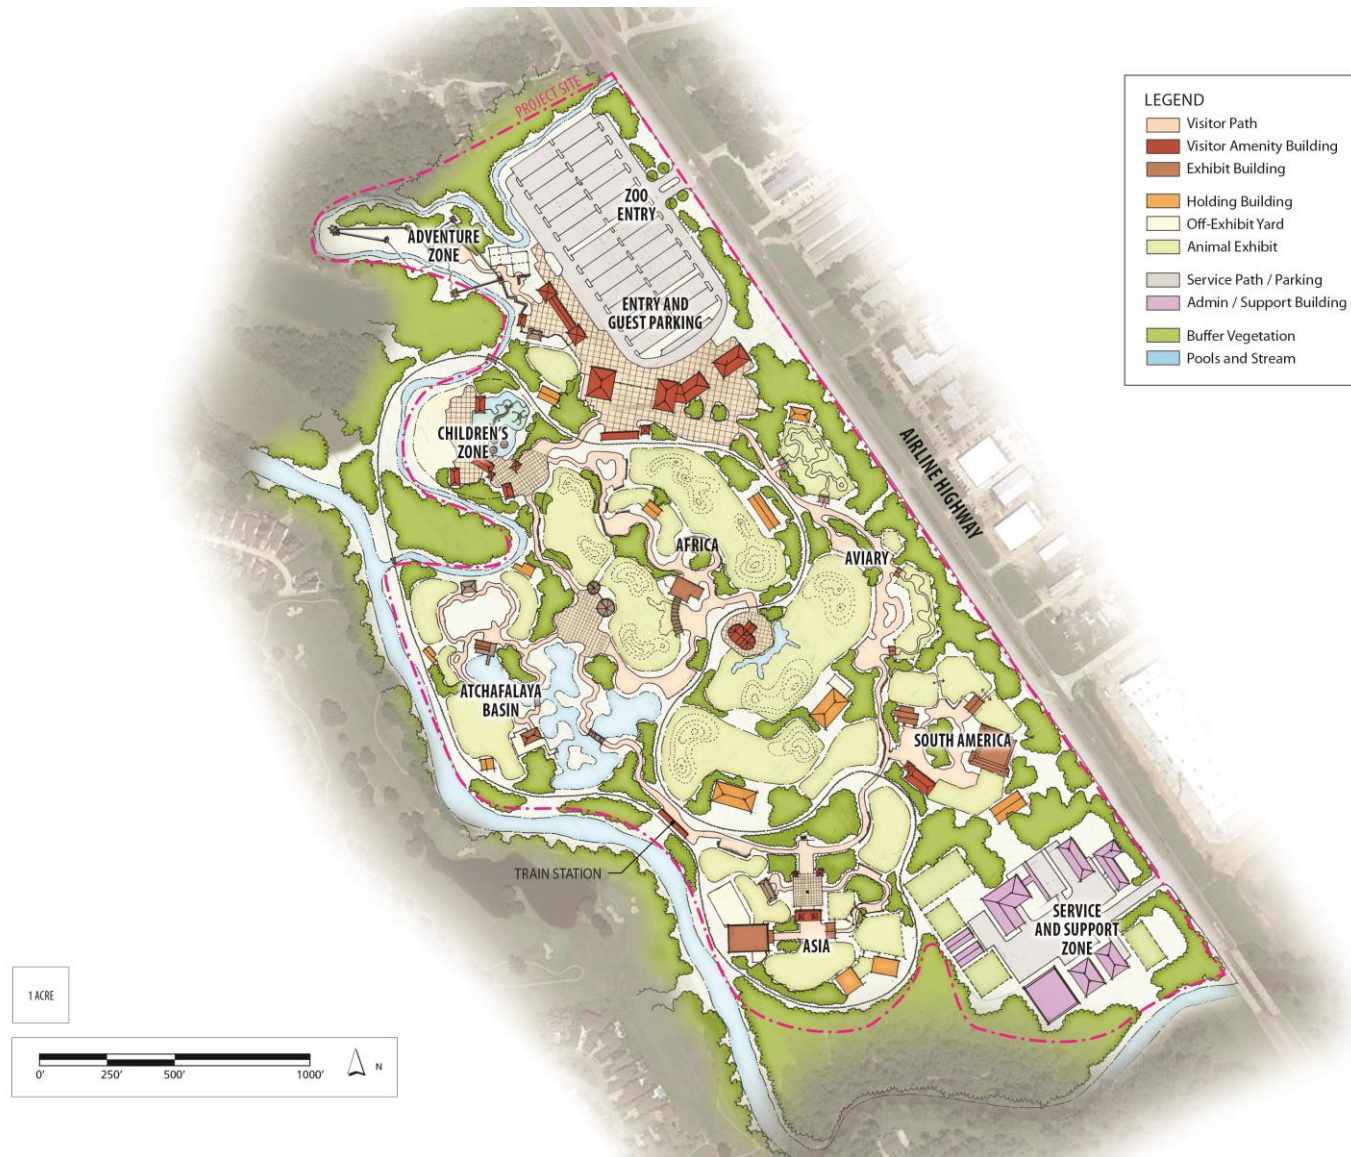 PROJECT SITE
ZOO
ENTRY
ADVENTURE
ZONE
ENTRY AND
GUEST PARKING
CHILDREN'S
ZONE
AIRLINE HIGHWAY
AFRICA
AVIARY
ATCHAFALAYA
BASIN
SOUTH AMERICA
TRAIN STATION
ASIA
SERVICE
AND SUPPORT
ZONE
LEGEND
Visitor Path
Visitor Amenity Building
Exhibit Building
Holding Building
Off-Exhibit Yard
Animal Exhibit
Service Path / Parking
Admin / Support Building
Buffer Vegetation
Pools and Stream
1 ACRE
0' 250' 500' 1000'
N